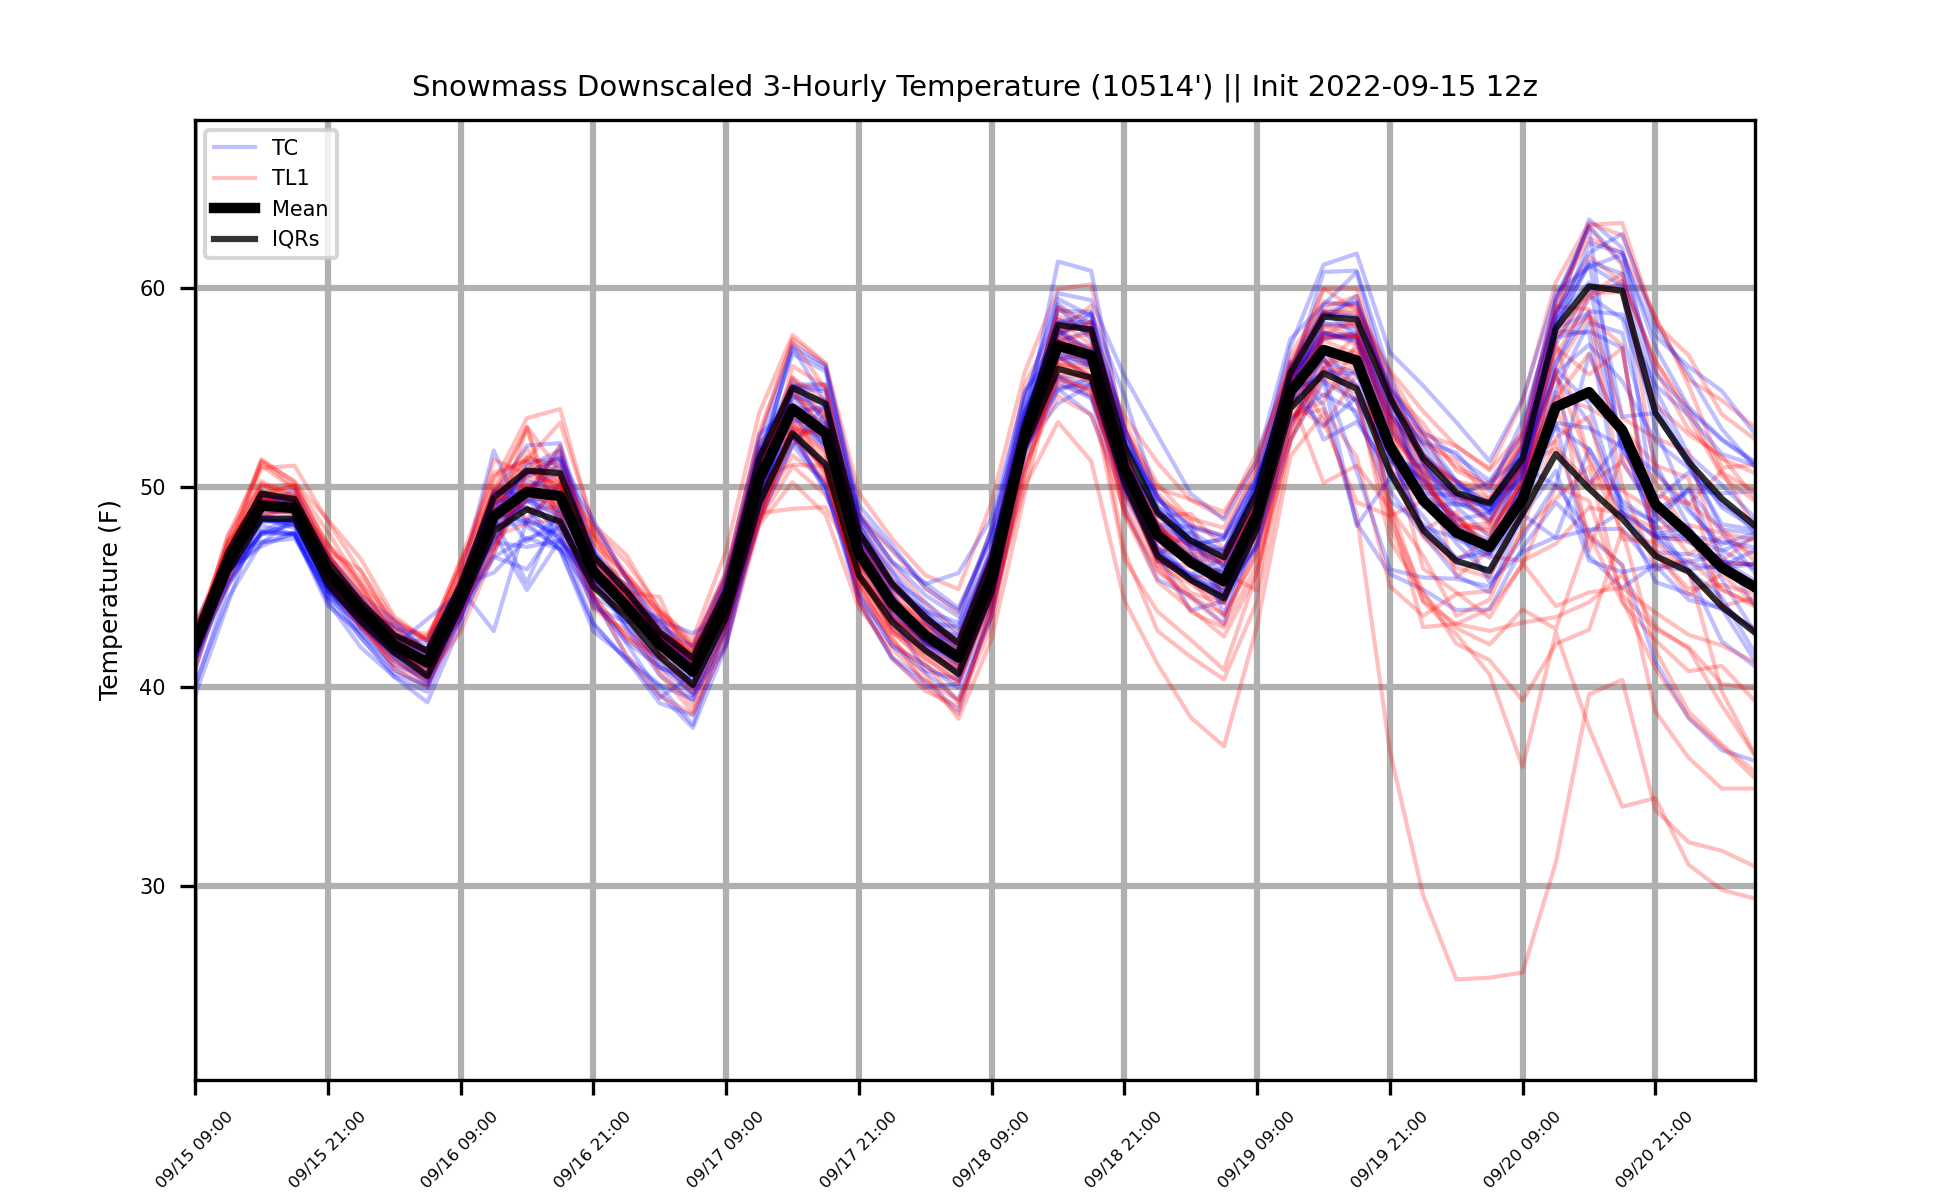 Snowmass Downscaled 3-Hourly Temperature (10514') || Init 2022-09-15 12z
TC
TL1
Mean
IQRs
Temperature (F)
60
50
40
30
09/15 09:00
09/15 21:00
09/16 09:00
09/16 21:00
09/17 09:00
09/17 21:00
09/18 09:00
09/18 21:00
09/19 09:00
09/19 21:00
09/20 09:00
09/20 21:00